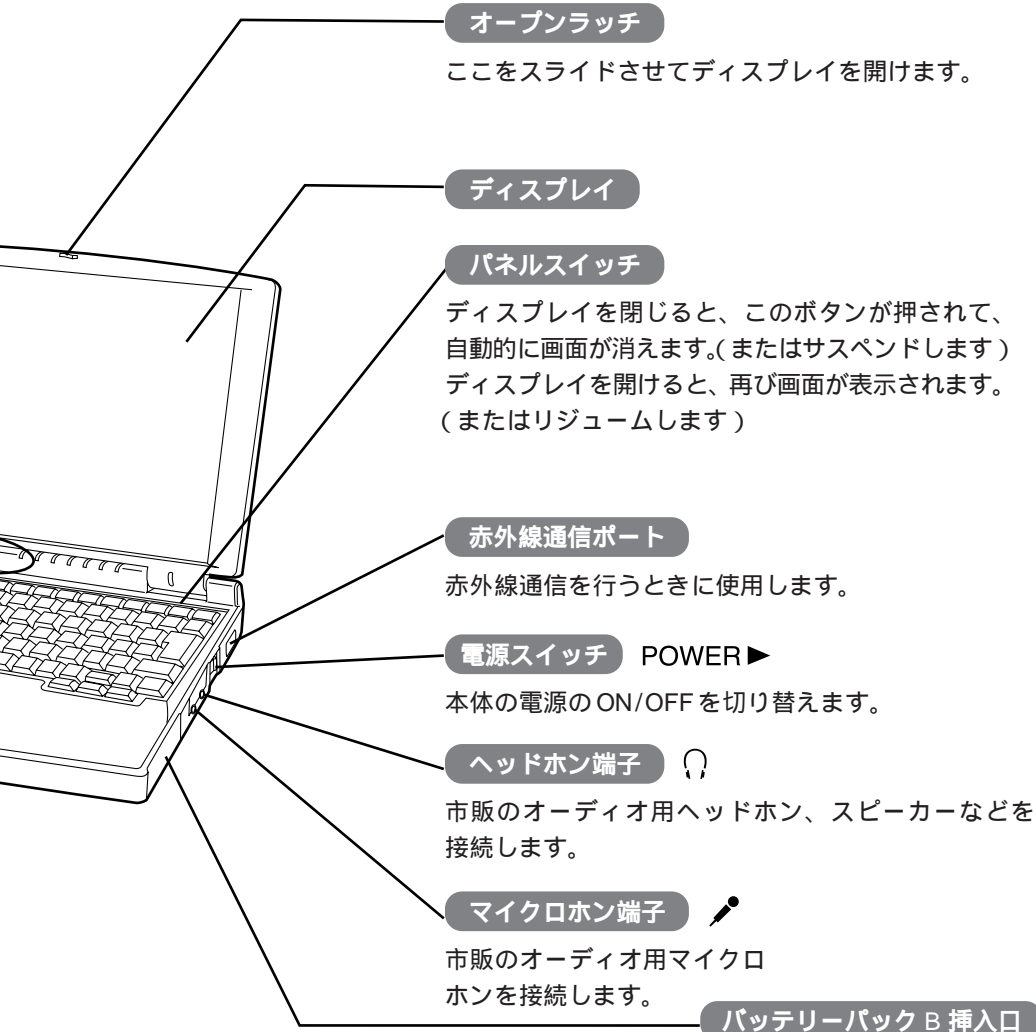 オープンラッチ
ここをスライドさせてディスプレイを開けます。
ディスプレイ
パネルスイッチ
ディスプレイを閉じると、このボタンが押されて、
自動的に画面が消えます。(またはサスペンドします)
ディスプレイを開けると、再び画面が表示されます。
(またはリジュームします)
赤外線通信ポート
赤外線通信を行うときに使用します。
電源スイッチ POWER▶
本体の電源のON/OFFを切り替えます。
ヘッドホン端子
市販のオーディオ用ヘッドホン、スピーカーなどを
接続します。
マイクロホン端子
市販のオーディオ用マイクロ
ホンを接続します。
バッテリーパックB挿入口